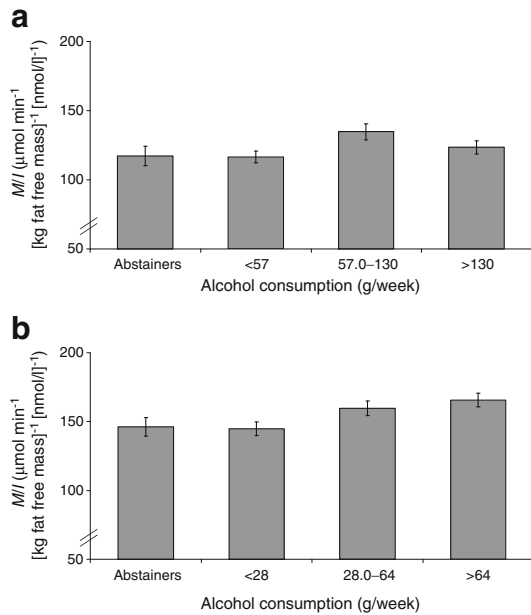 a
M/I (μmol min⁻¹
[kg fat free mass]⁻¹ [nmol/l]⁻¹)
200
150
100
50
Abstainers <57 57.0–130 >130
Alcohol consumption (g/week)
b
M/I (μmol min⁻¹
[kg fat free mass]⁻¹ [nmol/l]⁻¹)
200
150
100
50
Abstainers <28 28.0–64 >64
Alcohol consumption (g/week)